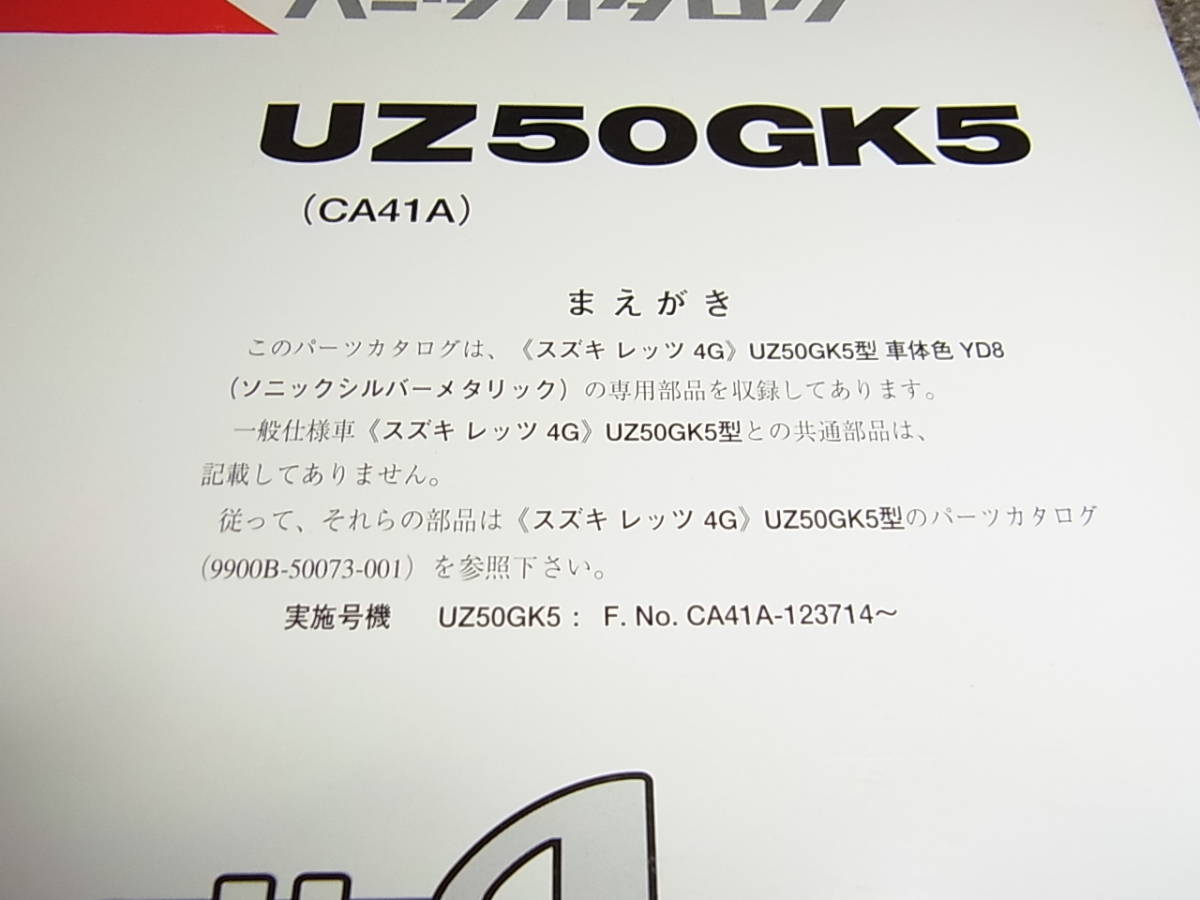 パーツカタログ
UZ50GK5
（CA41A）
まえがき
このパーツカタログは、《スズキ レッツ 4G》UZ50GK5型 車体色 YD8
（ソニックシルバーメタリック）の専用部品を収録してあります。
一般仕様車《スズキ レッツ 4G》UZ50GK5型との共通部品は、
記載してありません。
従って、それらの部品は《スズキ レッツ 4G》UZ50GK5型のパーツカタログ
（9900B-50073-001）を参照下さい。
実施号機 UZ50GK5： F. No. CA41A-123714～